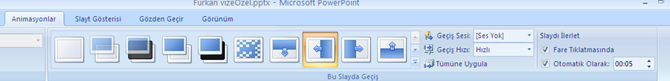 Furkan vizeÖzel.pptx - Microsoft PowerPoint
Animasyonlar Slayt Gösterisi Gözden Geçir Görünüm
Geçiş Sesi: [Ses Yok] Slaydı İlerlet
Geçiş Hızı: Hızlı Fare Tıklatmasında
Tümüne Uygula Otomatik Olarak: 00:05
Bu Slayda Geçiş